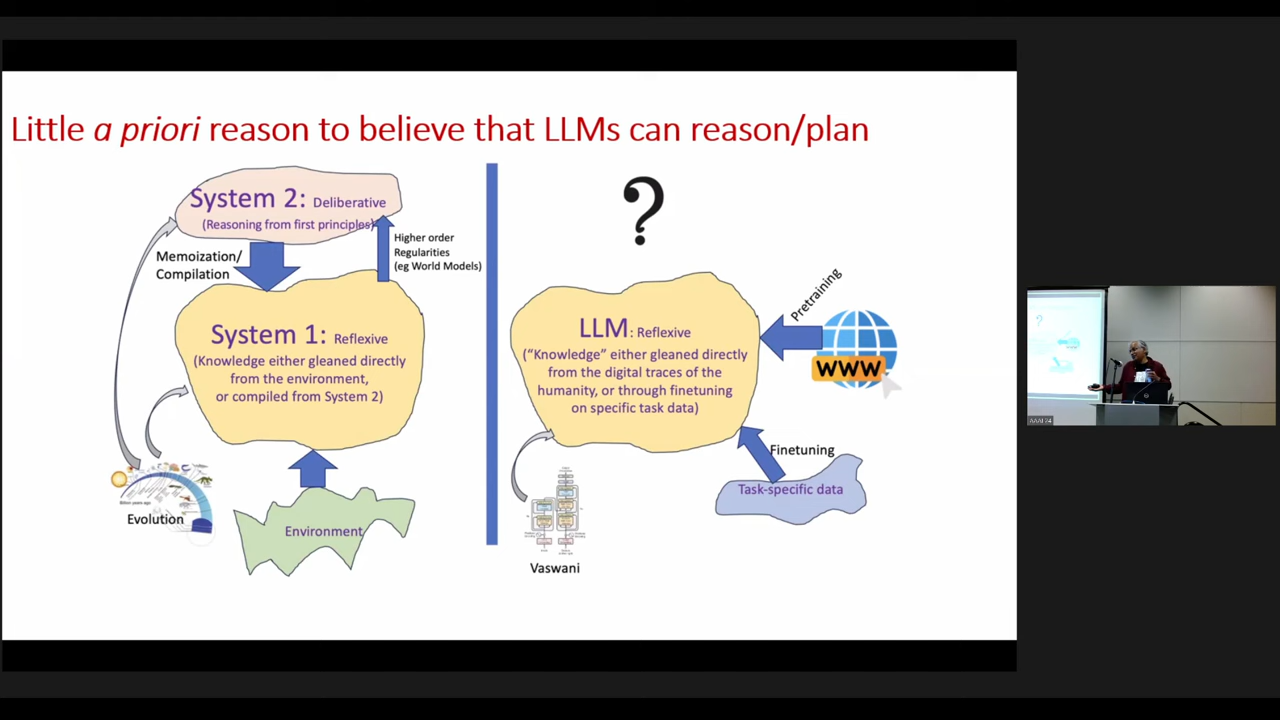 Little a priori reason to believe that LLMs can reason/plan
System 2: Deliberative
(Reasoning from first principles)
Memoization/
Compilation
Higher order
Regularities
(eg World Models)
System 1: Reflexive
(Knowledge either gleaned directly
from the environment,
or compiled from System 2)
Evolution
Environment
?
LLM: Reflexive
("Knowledge" either gleaned directly
from the digital traces of the
humanity, or through finetuning
on specific task data)
Pretraining
WWW
Finetuning
Task-specific data
Vaswani
AAAI 24